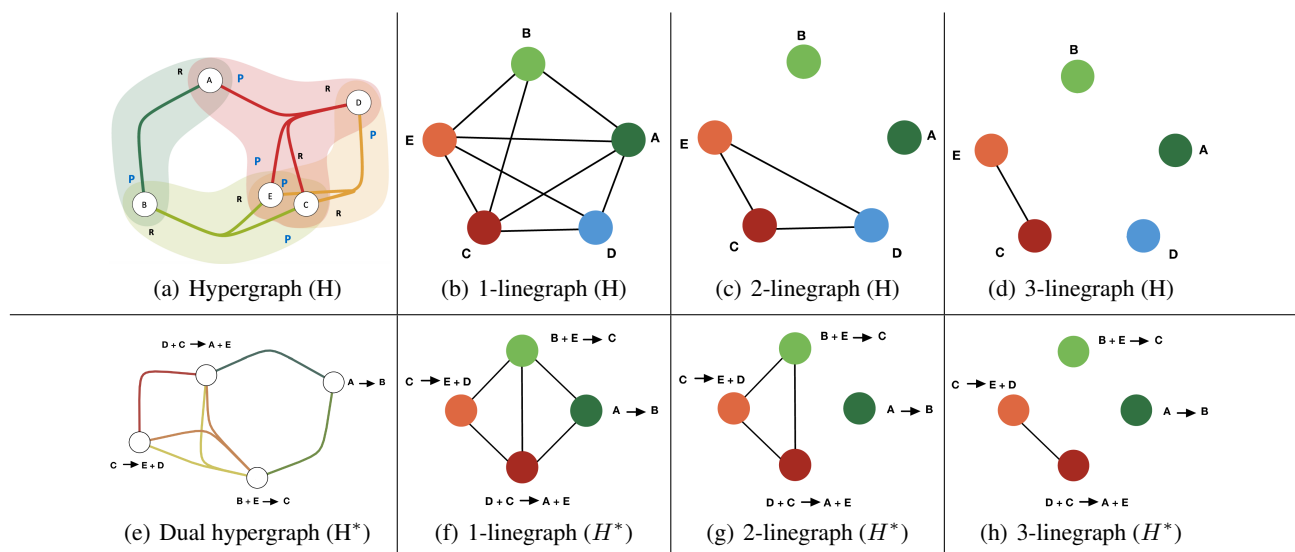 A
R
P
R
D
P
P
R
P
P
B
R
R
E
C
R
P
(a) Hypergraph (H)
B
E
A
C
D
(b) 1-linegraph (H)
B
E
A
C
D
(c) 2-linegraph (H)
B
E
A
C
D
(d) 3-linegraph (H)
D + C → A + E
A → B
C → E + D
B + E → C
(e) Dual hypergraph (H*)
B + E → C
C → E + D
A → B
D + C → A + E
(f) 1-linegraph (H*)
B + E → C
C → E + D
A → B
D + C → A + E
(g) 2-linegraph (H*)
B + E → C
C → E + D
A → B
D + C → A + E
(h) 3-linegraph (H*)